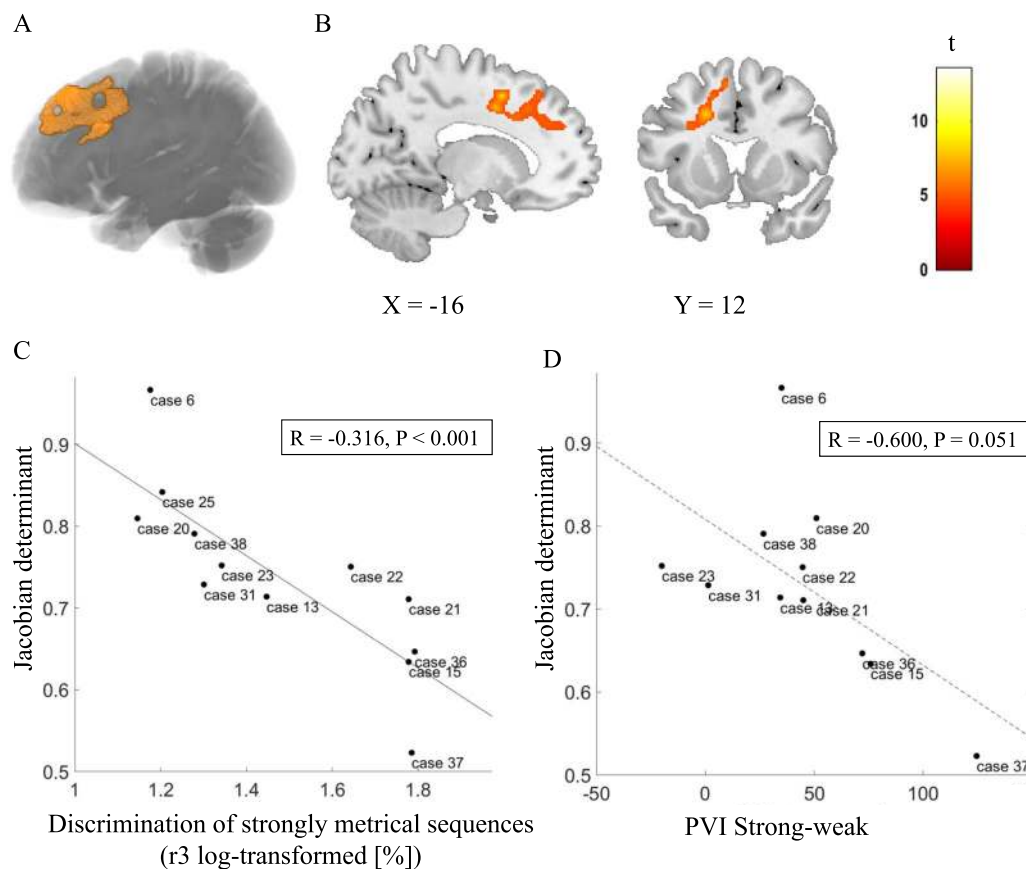 A
B
t
10
5
0
X = -16
Y = 12
C
D
Jacobian determinant
0.9
0.8
0.7
0.6
0.5
R = -0.316, P < 0.001
case 6
case 25
case 20
case 38
case 23
case 22
case 31
case 13
case 21
case 36
case 15
case 37
1
1.2
1.4
1.6
1.8
Discrimination of strongly metrical sequences
(r3 log-transformed [%])
Jacobian determinant
0.9
0.8
0.7
0.6
0.5
R = -0.600, P = 0.051
case 6
case 20
case 38
case 23
case 22
case 31
case 13
case 21
case 36
case 15
case 37
-50
0
50
100
PVI Strong-weak